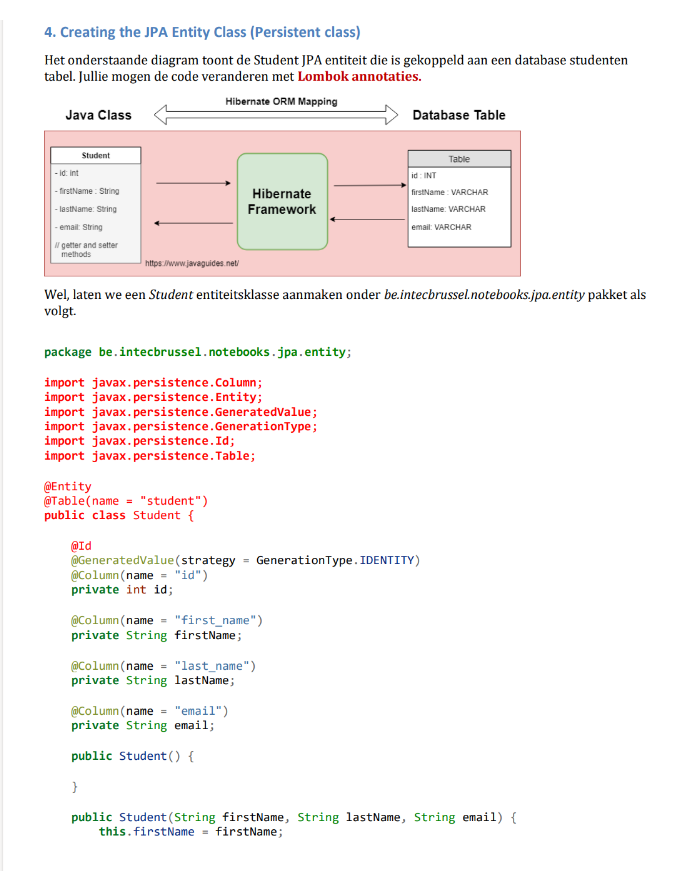 4. Creating the JPA Entity Class (Persistent class)
Het onderstaande diagram toont de Student JPA entiteit die is gekoppeld aan een database studenten
tabel. Jullie mogen de code veranderen met Lombok annotaties.
Hibernate ORM Mapping
Java Class
Database Table
Student
- id: int
- firstName : String
- lastName: String
- email: String
// getter and setter
methods
Hibernate
Framework
Table
id : INT
firstName : VARCHAR
lastName: VARCHAR
email: VARCHAR
https://www.javaguides.net/
Wel, laten we een Student entiteitsklasse aanmaken onder be.intecbrussel.notebooks.jpa.entity pakket als
volgt.
package be.intecbrussel.notebooks.jpa.entity;
import javax.persistence.Column;
import javax.persistence.Entity;
import javax.persistence.GeneratedValue;
import javax.persistence.GenerationType;
import javax.persistence.Id;
import javax.persistence.Table;
@Entity
@Table(name = "student")
public class Student {
@Id
@GeneratedValue(strategy = GenerationType.IDENTITY)
@Column(name = "id")
private int id;
@Column(name = "first_name")
private String firstName;
@Column(name = "last_name")
private String lastName;
@Column(name = "email")
private String email;
public Student() {
}
public Student(String firstName, String lastName, String email) {
this.firstName = firstName;